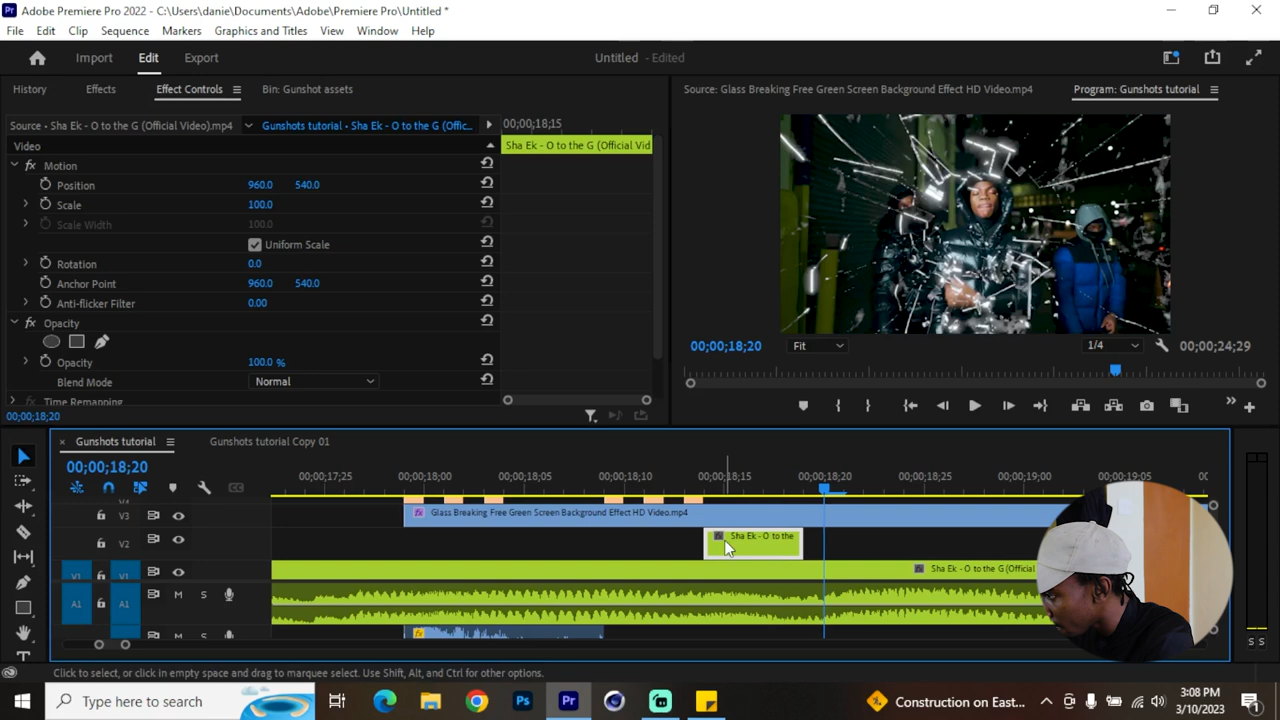 Adobe Premiere Pro 2022 - C:\Users\danie\Documents\Adobe\Premiere Pro\Untitled *
File Edit Clip Sequence Markers Graphics and Titles View Window Help
Import Edit Export Untitled - Edited
History Effects Effect Controls Bin: Gunshot assets
Source: Glass Breaking Free Green Screen Background Effect HD Video.mp4 Program: Gunshots tutorial
Source • Sha Ek - O to the G (Official Video).mp4 Gunshots tutorial • Sha Ek - O to the G (Offic... 00;00;18;15
Video Sha Ek - O to the G (Official Vid
fx Motion
Position 960.0 540.0
Scale 100.0
Scale Width 100.0
Uniform Scale
Rotation 0.0
Anchor Point 960.0 540.0
Anti-flicker Filter 0.00
fx Opacity
Opacity 100.0 %
Blend Mode Normal
Time Remapping
00;00;18;20
00;00;18;20 Fit 1/4 00;00;24;29
Gunshots tutorial Gunshots tutorial Copy 01
00;00;18;20
00;00;17;25 00;00;18;00 00;00;18;05 00;00;18;10 00;00;18;15 00;00;18;20 00;00;18;25 00;00;19;00 00;00;19;05
V3 fx Glass Breaking Free Green Screen Background Effect HD Video.mp4
V2 fx Sha Ek - O to the
V1 V1 fx Sha Ek - O to the G (Official
A1 A1 M S
M S fx
S S
Click to select, or click in empty space and drag to marquee select. Use Shift, Alt, and Ctrl for other options.
Type here to search Ps Pr Construction on East... 3:08 PM
3/10/2023 1